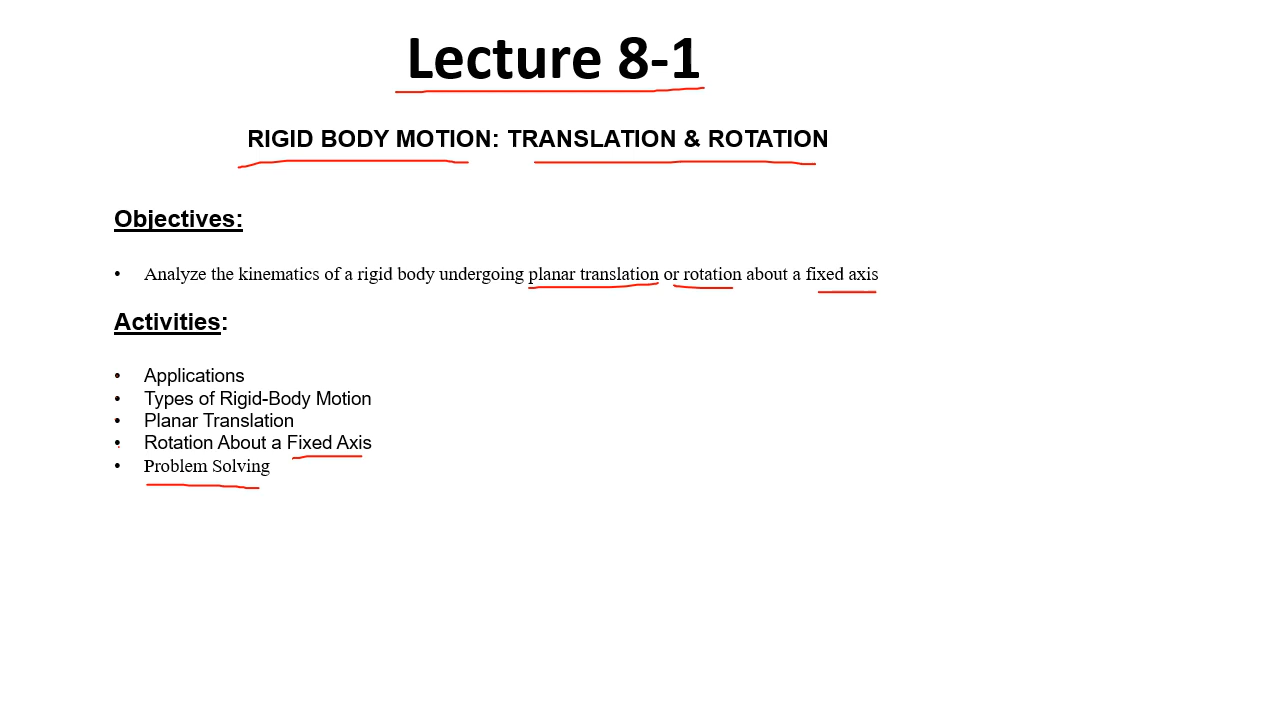 Lecture 8-1
RIGID BODY MOTION: TRANSLATION & ROTATION
Objectives:
• Analyze the kinematics of a rigid body undergoing planar translation or rotation about a fixed axis
Activities:
• Applications
• Types of Rigid-Body Motion
• Planar Translation
• Rotation About a Fixed Axis
• Problem Solving